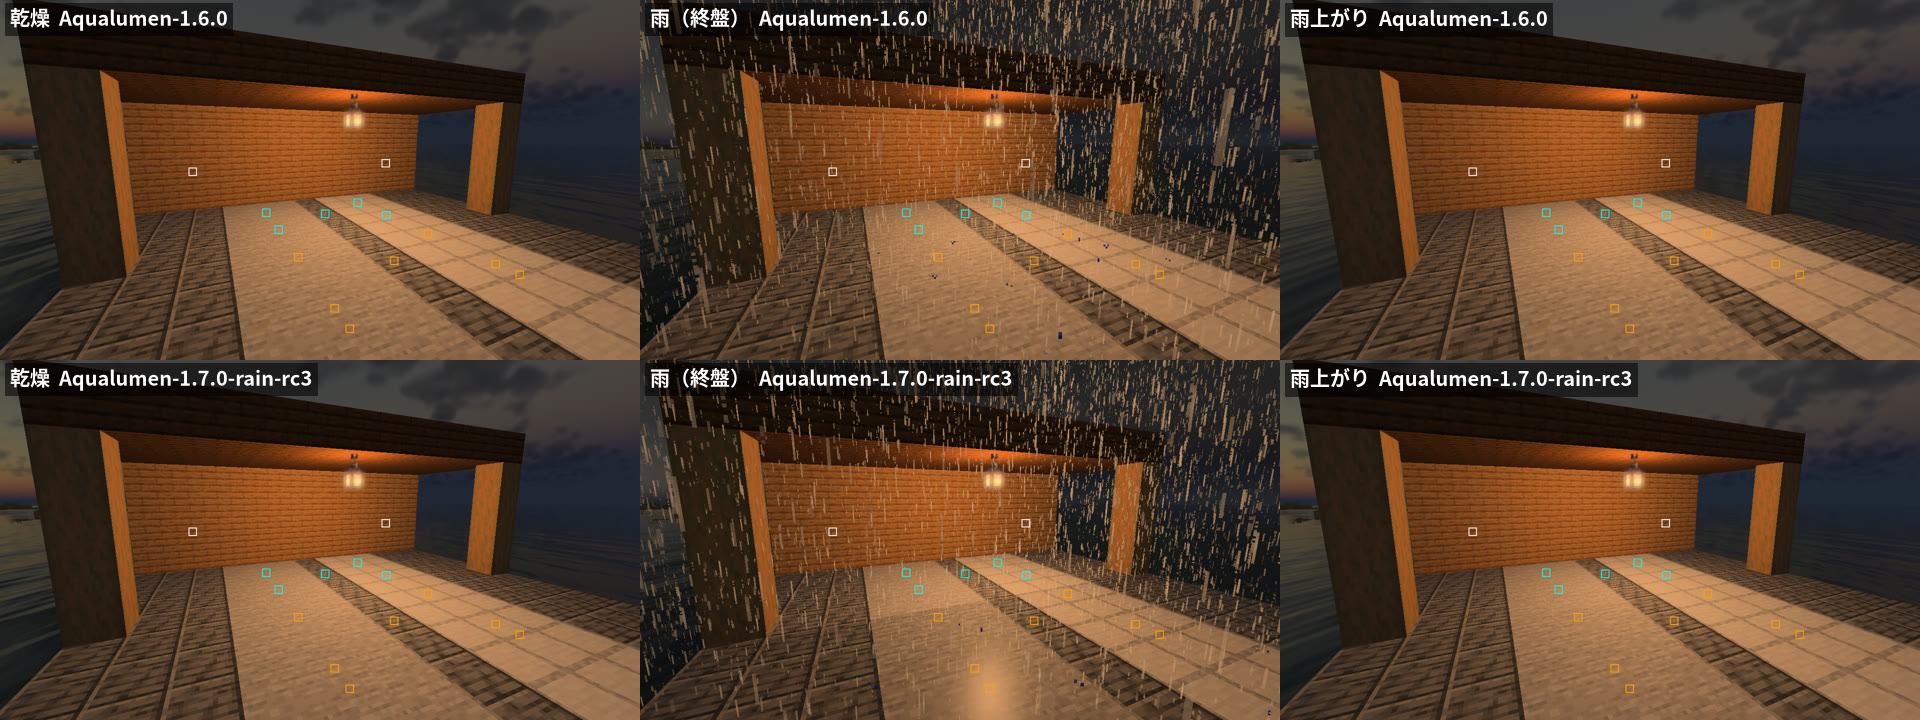 乾燥 Aqualumen-1.6.0
雨（終盤） Aqualumen-1.6.0
雨上がり Aqualumen-1.6.0
乾燥 Aqualumen-1.7.0-rain-rc3
雨（終盤） Aqualumen-1.7.0-rain-rc3
雨上がり Aqualumen-1.7.0-rain-rc3